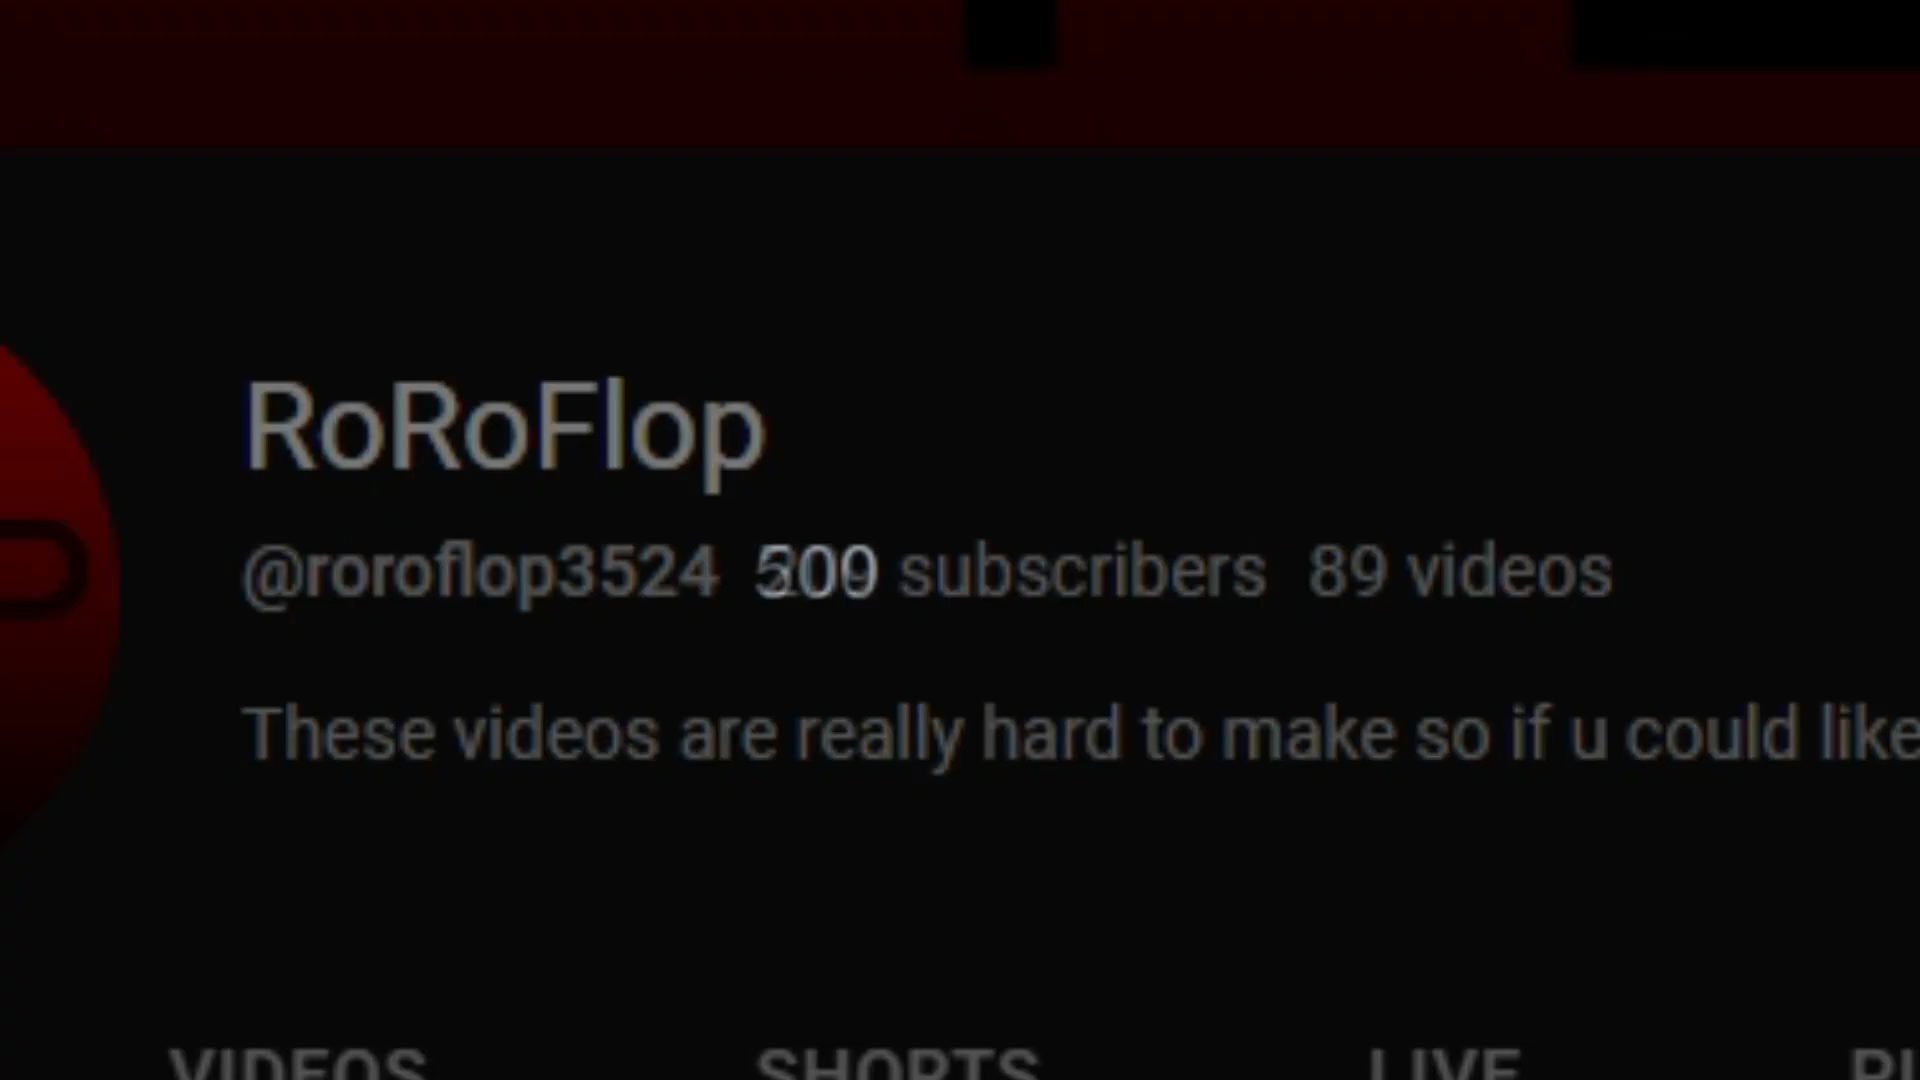 RoRoFlop
@roroflop3524 subscribers 89 videos
These videos are really hard to make so if u could like
VIDEOS SHORTS LIVE